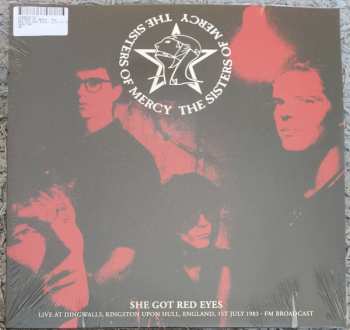 THE SISTERS OF MERCY THE SISTERS OF MERCY
SHE GOT RED EYES
LIVE AT DINGWALLS, KINGSTON UPON HULL, ENGLAND, 1ST JULY 1983 - FM BROADCAST